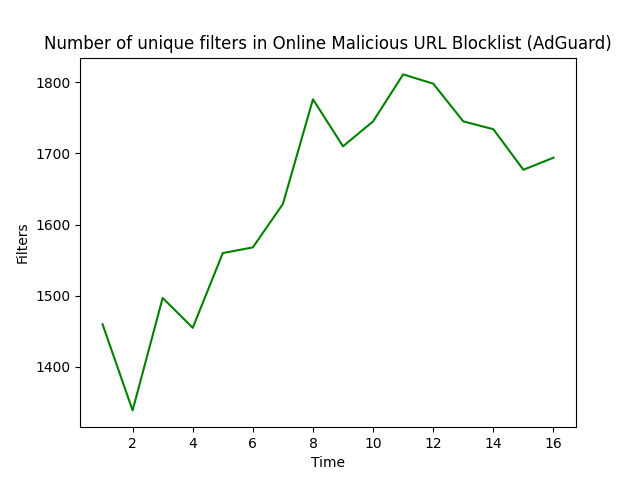 Number of unique filters in Online Malicious URL Blocklist (AdGuard)
1800
1700
1600
1500
1400
Filters
2 4 6 8 10 12 14 16
Time